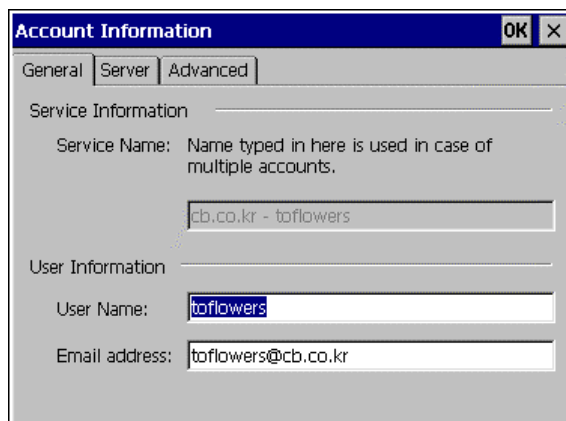 Account Information OK ×
General Server Advanced
Service Information
Service Name: Name typed in here is used in case of
multiple accounts.
cb.co.kr - toflowers
User Information
User Name: toflowers
Email address: toflowers@cb.co.kr